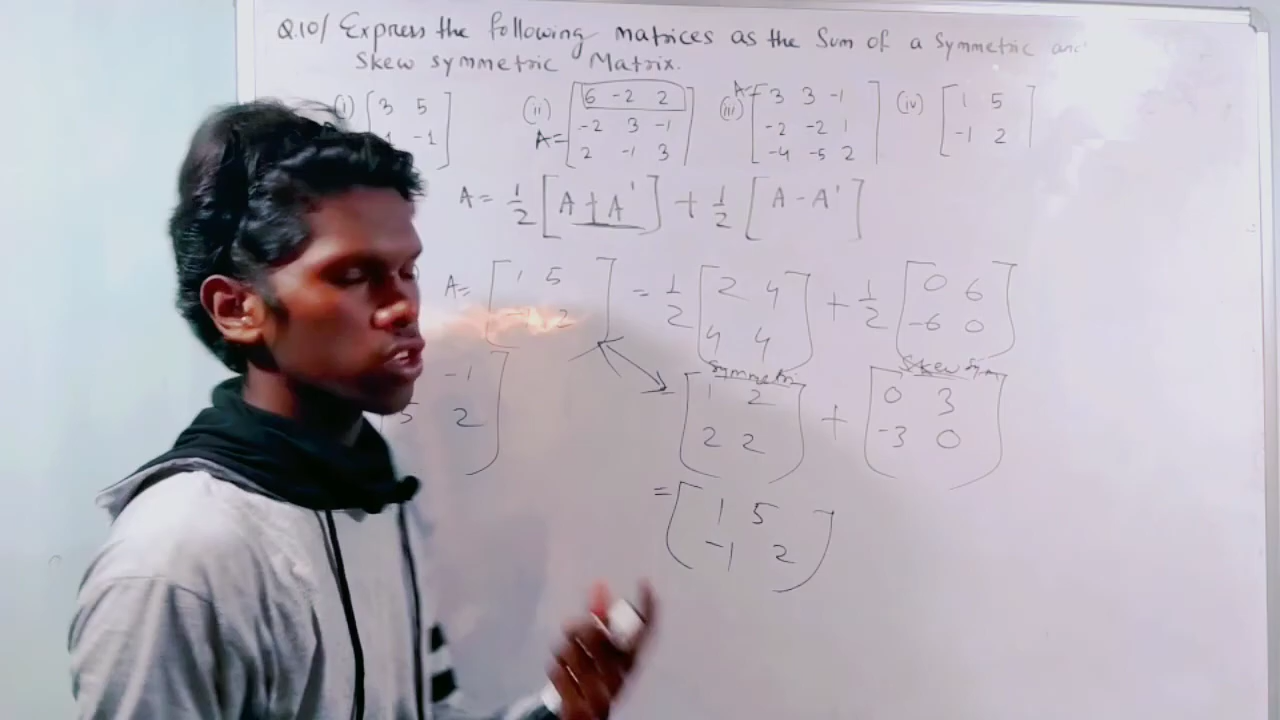 Q.10/ Express the following matrices as the Sum of a Symmetric and
Skew symmetric Matrix.
(i) [3 5 (ii) A= [6 -2 2 (iii) A= [3 3 -1 (iv) [1 5
-1] -2 3 -1 -2 -2 1 -1 2]
2 -1 3] -4 -5 2]
A = 1/2 [A + A'] + 1/2 [A - A']
A = [1 5 = 1/2 [2 4 + 1/2 [0 6
-1 2] 4 4] -6 0]
Symmetric Skew Sym
-1 = [1 2 + [0 3
5 2] 2 2] -3 0]
= [1 5
-1 2]